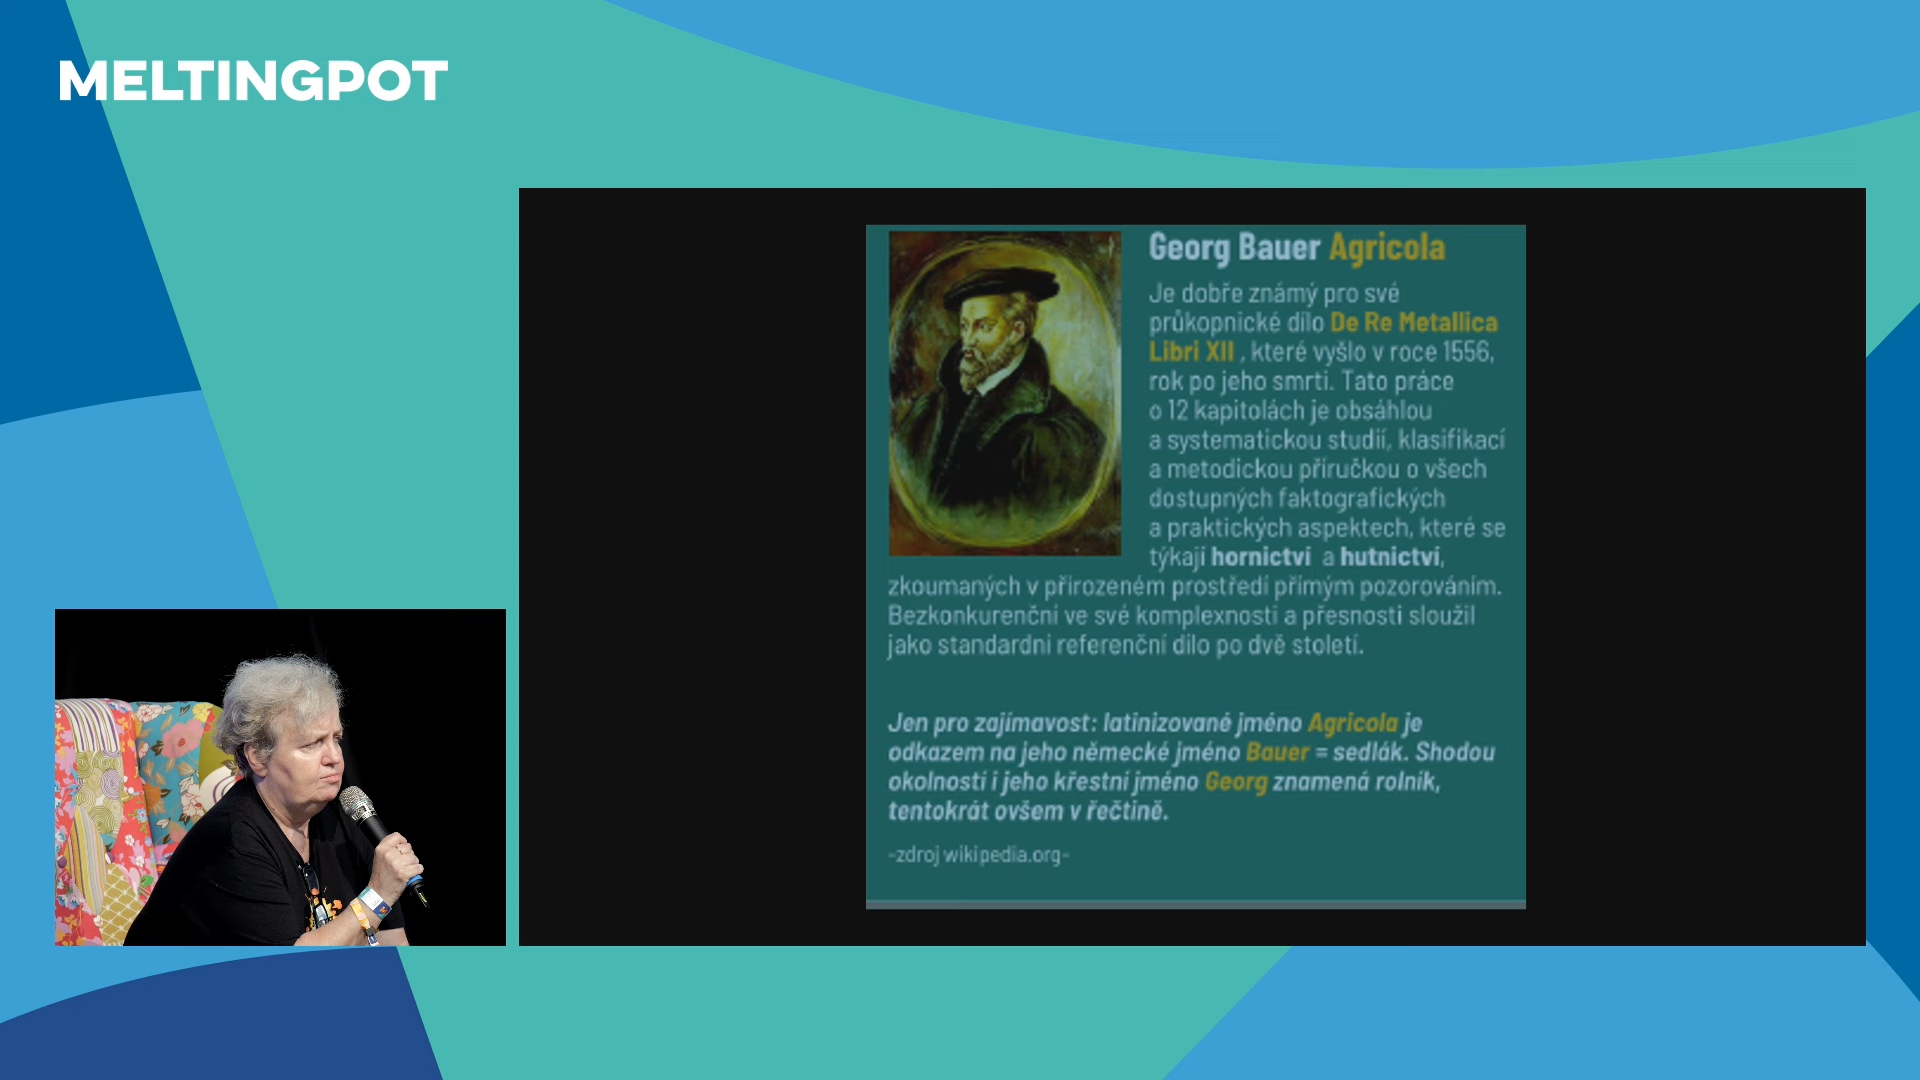 MELTINGPOT
Georg Bauer Agricola
Je dobře známý pro své
průkopnické dílo De Re Metallica
Libri XII , které vyšlo v roce 1556,
rok po jeho smrti. Tato práce
o 12 kapitolách je obsáhlou
a systematickou studií, klasifikací
a metodickou příručkou o všech
dostupných faktografických
a praktických aspektech, které se
týkají hornictví a hutnictví,
zkoumaných v přirozeném prostředí přímým pozorováním.
Bezkonkurenční ve své komplexnosti a přesnosti sloužil
jako standardní referenční dílo po dvě století.
Jen pro zajímavost: latinizované jméno Agricola je
odkazem na jeho německé jméno Bauer = sedlák. Shodou
okolností i jeho křestní jméno Georg znamená rolník,
tentokrát ovšem v řečtině.
-zdroj wikipedia.org-